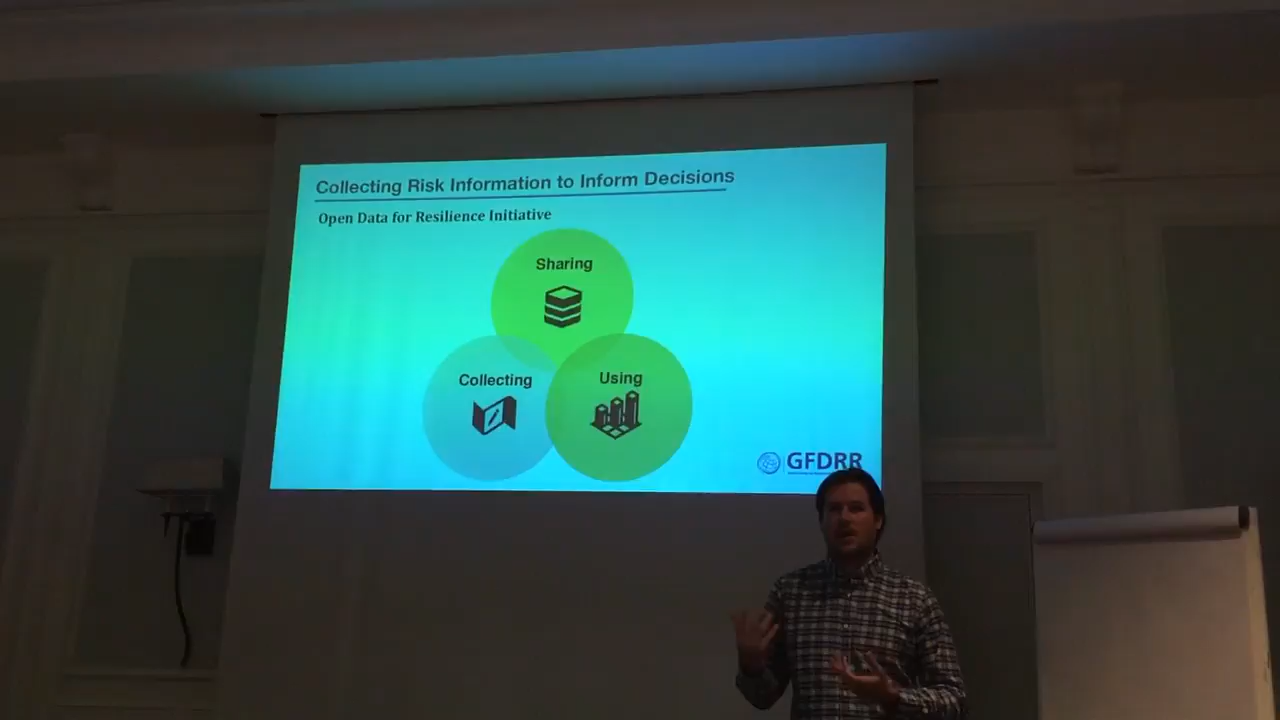 Collecting Risk Information to Inform Decisions
Open Data for Resilience Initiative
Sharing
Collecting
Using
GFDRR